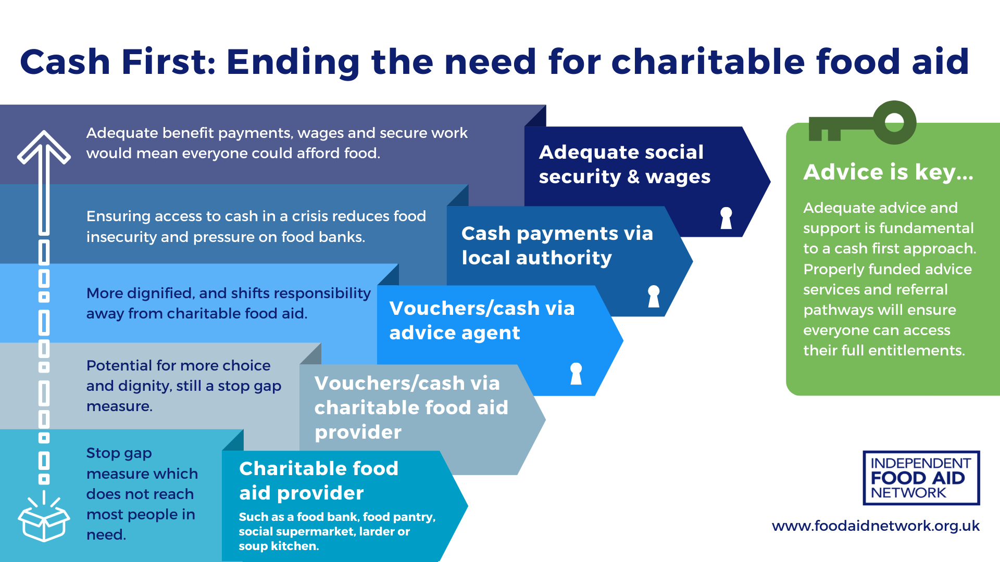 Cash First: Ending the need for charitable food aid
Adequate benefit payments, wages and secure work
would mean everyone could afford food.
Adequate social
security & wages
Ensuring access to cash in a crisis reduces food
insecurity and pressure on food banks.
Cash payments via
local authority
More dignified, and shifts responsibility
away from charitable food aid.
Vouchers/cash via
advice agent
Potential for more choice
and dignity, still a stop gap
measure.
Vouchers/cash via
charitable food aid
provider
Stop gap
measure which
does not reach
most people in
need.
Charitable food
aid provider
Such as a food bank, food pantry,
social supermarket, larder or
soup kitchen.
Advice is key...
Adequate advice and
support is fundamental
to a cash first approach.
Properly funded advice
services and referral
pathways will ensure
everyone can access
their full entitlements.
INDEPENDENT
FOOD AID
NETWORK
www.foodaidnetwork.org.uk